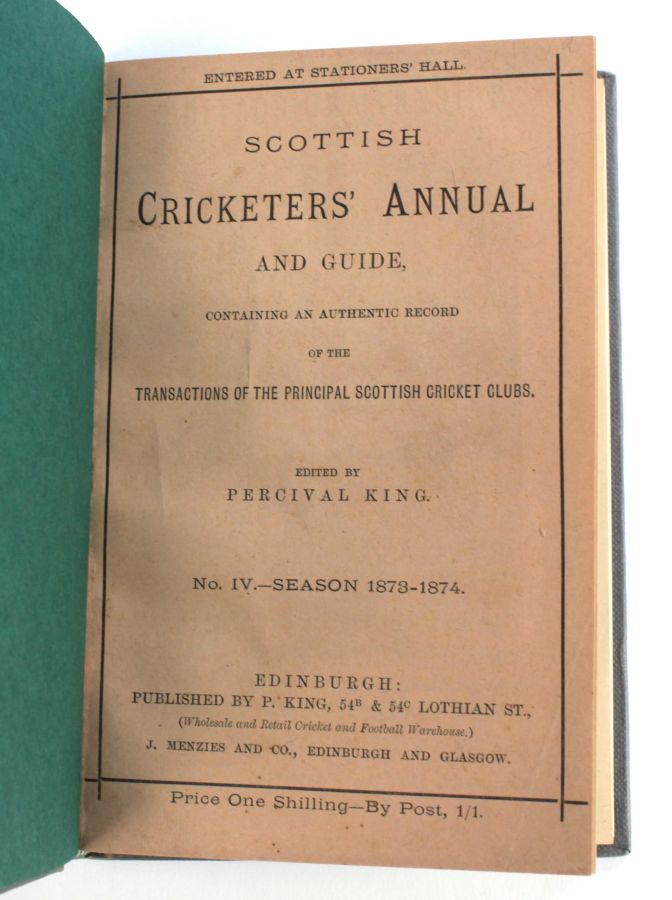 ENTERED AT STATIONERS' HALL.
SCOTTISH
CRICKETERS' ANNUAL
AND GUIDE,
CONTAINING AN AUTHENTIC RECORD
OF THE
TRANSACTIONS OF THE PRINCIPAL SCOTTISH CRICKET CLUBS.
EDITED BY
PERCIVAL KING.
No. IV.—SEASON 1873-1874.
EDINBURGH:
PUBLISHED BY P. KING, 54B & 54C LOTHIAN ST.,
(Wholesale and Retail Cricket and Football Warehouse.)
J. MENZIES AND CO., EDINBURGH AND GLASGOW.
Price One Shilling—By Post, 1/1.